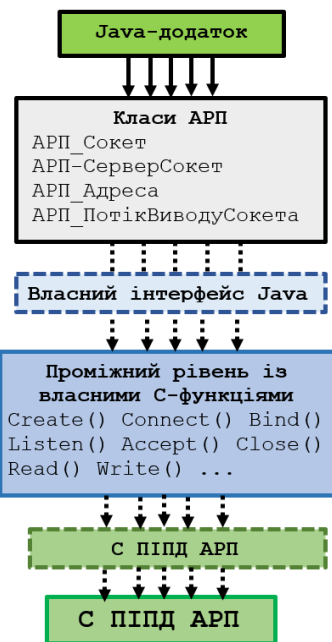 Java-додаток
Класи АРП
АРП_Сокет
АРП-СерверСокет
АРП_Адреса
АРП_ПотікВиводуСокета
Власний інтерфейс Java
Проміжний рівень із
власними С-функціями
Create() Connect() Bind()
Listen() Accept() Close()
Read() Write() ...
С ПІПД АРП
С ПІПД АРП